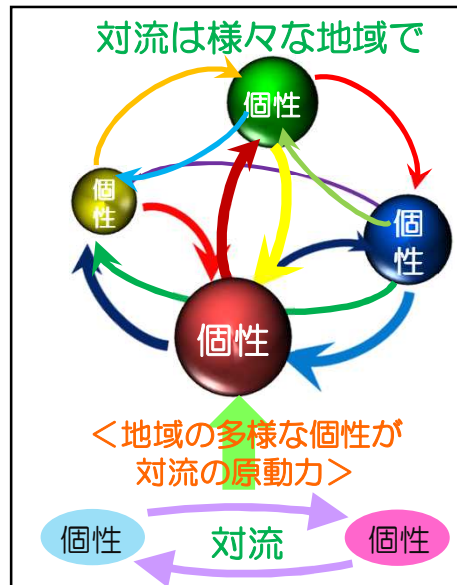 対流は様々な地域で
個性
個
性
個
性
個性
<地域の多様な個性が
対流の原動力>
個性
対流
個性